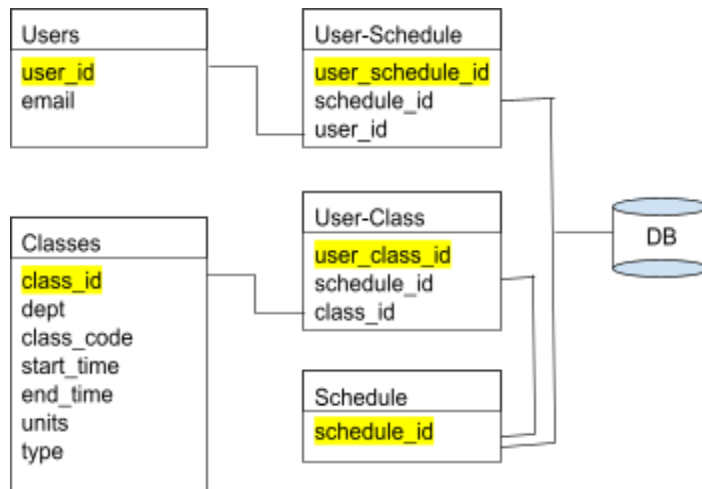 Users
user_id
email
User-Schedule
user_schedule_id
schedule_id
user_id
Classes
class_id
dept
class_code
start_time
end_time
units
type
User-Class
user_class_id
schedule_id
class_id
Schedule
schedule_id
DB